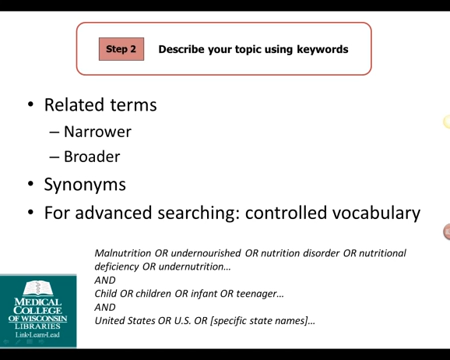 Step 2 Describe your topic using keywords
• Related terms
– Narrower
– Broader
• Synonyms
• For advanced searching: controlled vocabulary
Malnutrition OR undernourished OR nutrition disorder OR nutritional
deficiency OR undernutrition…
AND
Child OR children OR infant OR teenager…
AND
United States OR U.S. OR [specific state names]…
MEDICAL
COLLEGE
OF WISCONSIN
LIBRARIES
Link·Learn·Lead